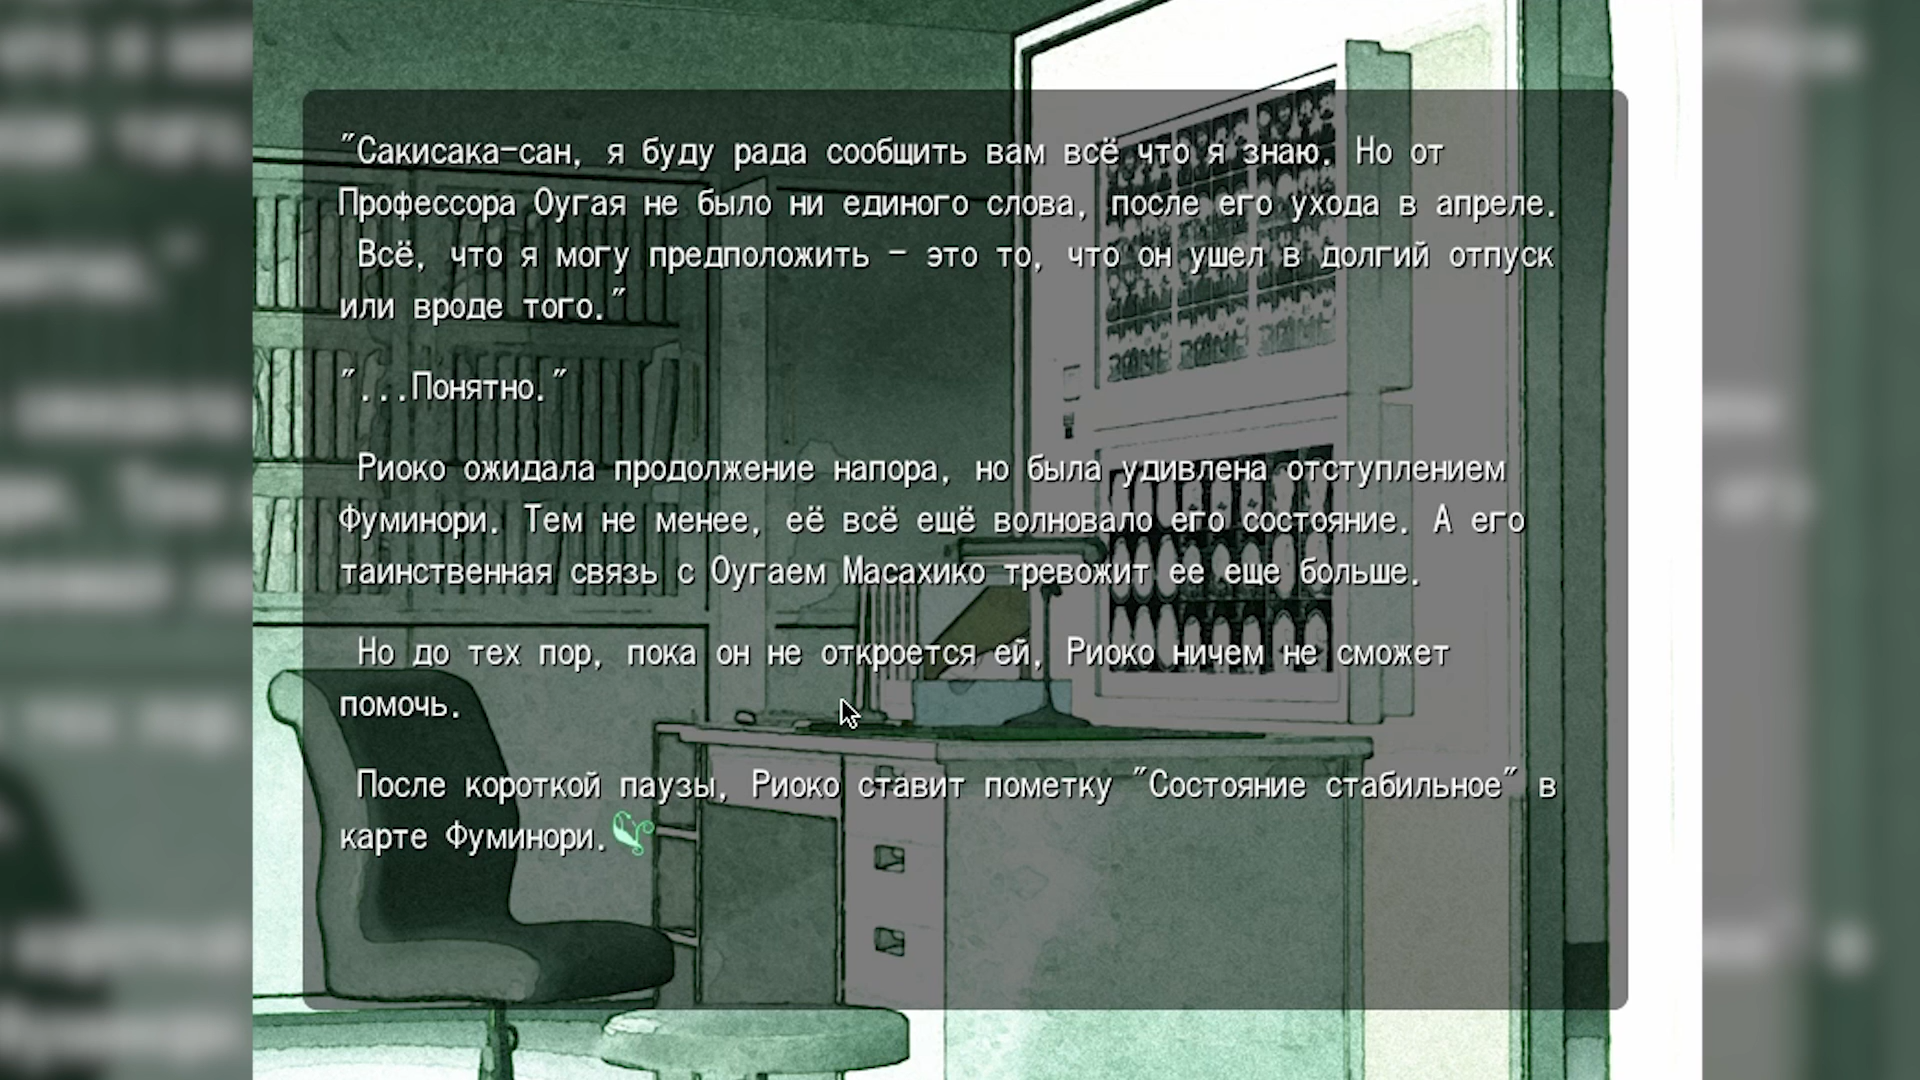 "Сакисака-сан, я буду рада сообщить вам всё что я знаю. Но от
Профессора Оугая не было ни единого слова, после его ухода в апреле.
Всё, что я могу предположить - это то, что он ушел в долгий отпуск
или вроде того."
"...Понятно."
Риоко ожидала продолжение напора, но была удивлена отступлением
Фуминори. Тем не менее, её всё ещё волновало его состояние. А его
таинственная связь с Оугаем Масахико тревожит ее еще больше.
Но до тех пор, пока он не откроется ей, Риоко ничем не сможет
помочь.
После короткой паузы, Риоко ставит пометку "Состояние стабильное" в
карте Фуминори.